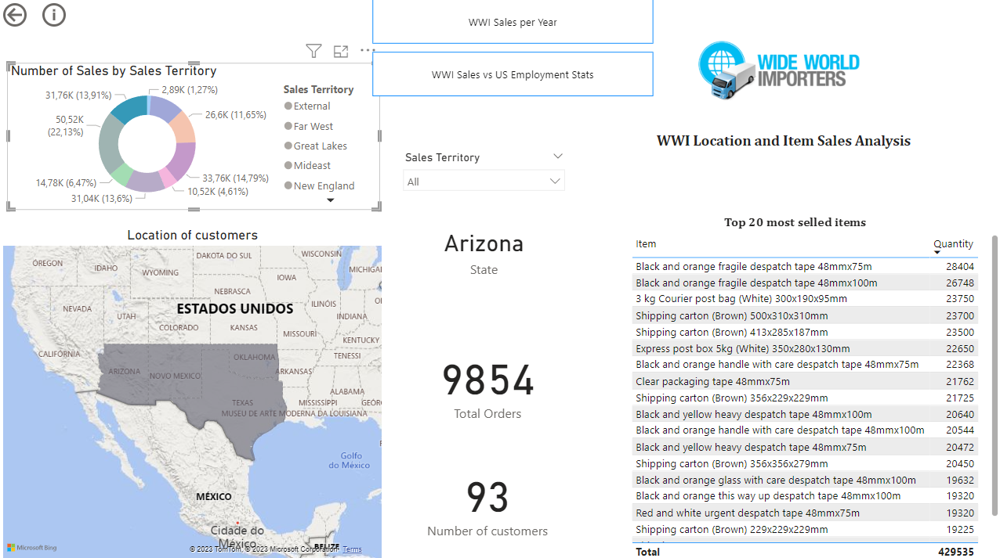 WWI Sales per Year
WWI Sales vs US Employment Stats
WIDE WORLD
IMPORTERS
WWI Location and Item Sales Analysis
Number of Sales by Sales Territory
2,89K (1,27%)
26,6K (11,65%)
33,76K (14,79%)
10,52K (4,61%)
31,04K (13,6%)
14,78K (6,47%)
50,52K
(22,13%)
31,76K (13,91%)
Sales Territory
External
Far West
Great Lakes
Mideast
New England
Sales Territory
All
Location of customers
DAKOTA DO SUL
WISCONSIN
ÓREGON
IDAHO
WYOMING
MICHIGA
IOWA
NEBRASCA
NEVADA
UTAH
ESTADOS UNIDOS
ILINÓIS
INDIANA
COLORADO
KANSAS
MISSOURI
KENTUCKY
CALIFÓRNIA
OKLAHOMA
TENESSI
ARIZONA
NOVO MÉXICO
ARKANSAS
ALABAMA
TEXAS
MISSISSÍPPI
GEÓR
MUSEU DE ARTE MODERNA DA LOUISIANA
Golfo
do México
MÉXICO
Cidade do
México
BELIZE
Microsoft Bing
© 2023 TomTom, © 2023 Microsoft Corporation Terms
Arizona
State
9854
Total Orders
93
Number of customers
Top 20 most selled items
Item Quantity
Black and orange fragile despatch tape 48mmx75m 28404
Black and orange fragile despatch tape 48mmx100m 26748
3 kg Courier post bag (White) 300x190x95mm 23750
Shipping carton (Brown) 500x310x310mm 23700
Shipping carton (Brown) 413x285x187mm 23500
Express post box 5kg (White) 350x280x130mm 22650
Black and orange handle with care despatch tape 48mmx75m 22368
Clear packaging tape 48mmx75m 21762
Shipping carton (Brown) 356x229x229mm 21725
Black and yellow heavy despatch tape 48mmx100m 20640
Black and orange handle with care despatch tape 48mmx100m 20544
Black and yellow heavy despatch tape 48mmx75m 20472
Shipping carton (Brown) 356x356x279mm 20450
Black and orange glass with care despatch tape 48mmx100m 19632
Black and orange this way up despatch tape 48mmx100m 19320
Red and white urgent despatch tape 48mmx75m 19320
Shipping carton (Brown) 229x229x229mm 19225
Total 429535